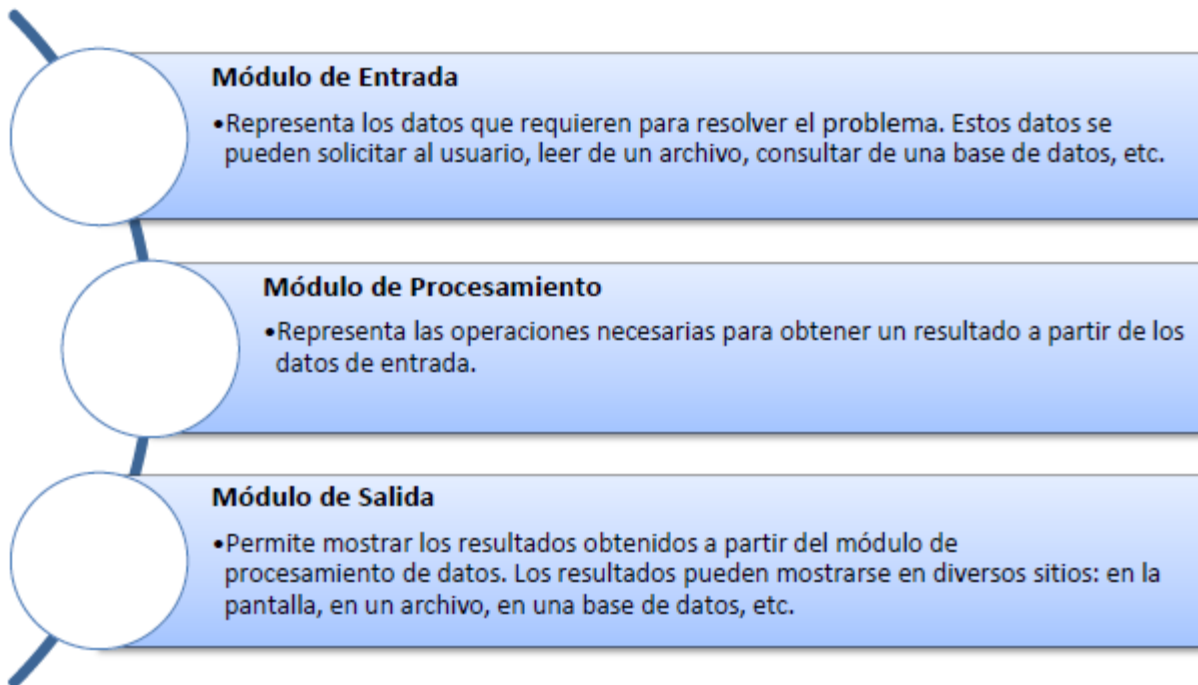 Módulo de Entrada
•Representa los datos que requieren para resolver el problema. Estos datos se
pueden solicitar al usuario, leer de un archivo, consultar de una base de datos, etc.
Módulo de Procesamiento
•Representa las operaciones necesarias para obtener un resultado a partir de los
datos de entrada.
Módulo de Salida
•Permite mostrar los resultados obtenidos a partir del módulo de
procesamiento de datos. Los resultados pueden mostrarse en diversos sitios: en la
pantalla, en un archivo, en una base de datos, etc.